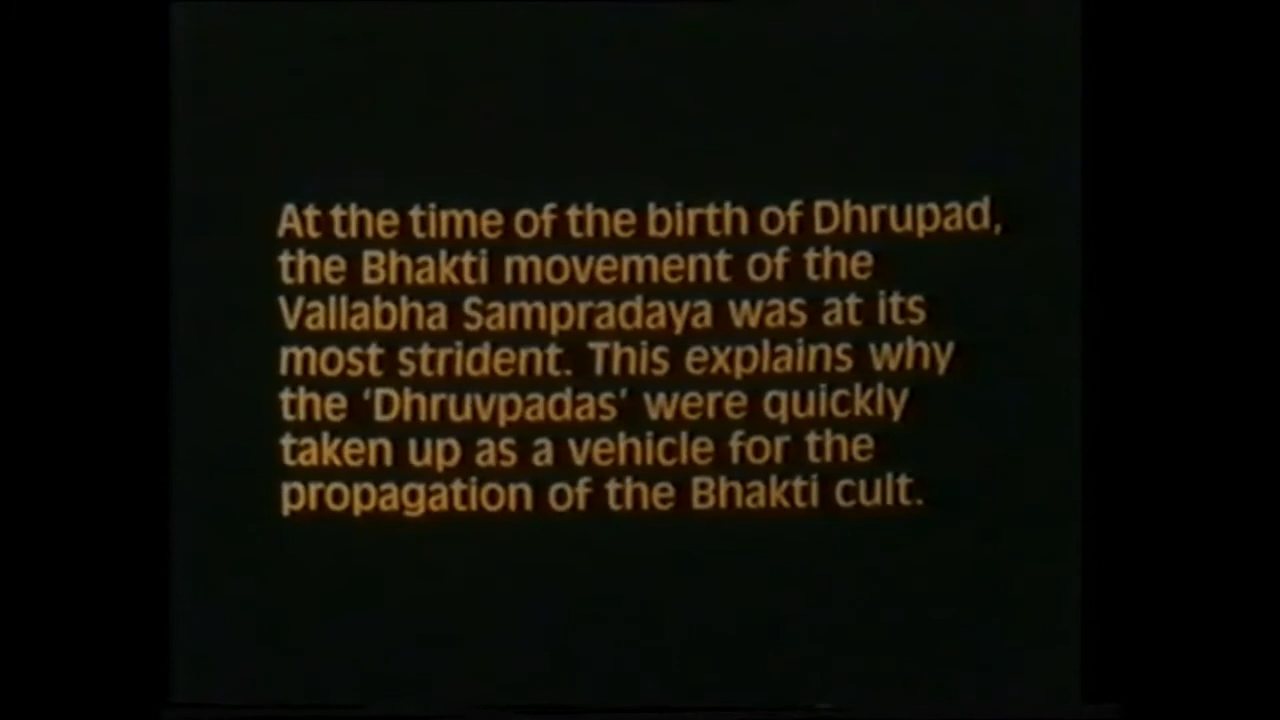 At the time of the birth of Dhrupad,
the Bhakti movement of the
Vallabha Sampradaya was at its
most strident. This explains why
the ‘Dhruvpadas’ were quickly
taken up as a vehicle for the
propagation of the Bhakti cult.